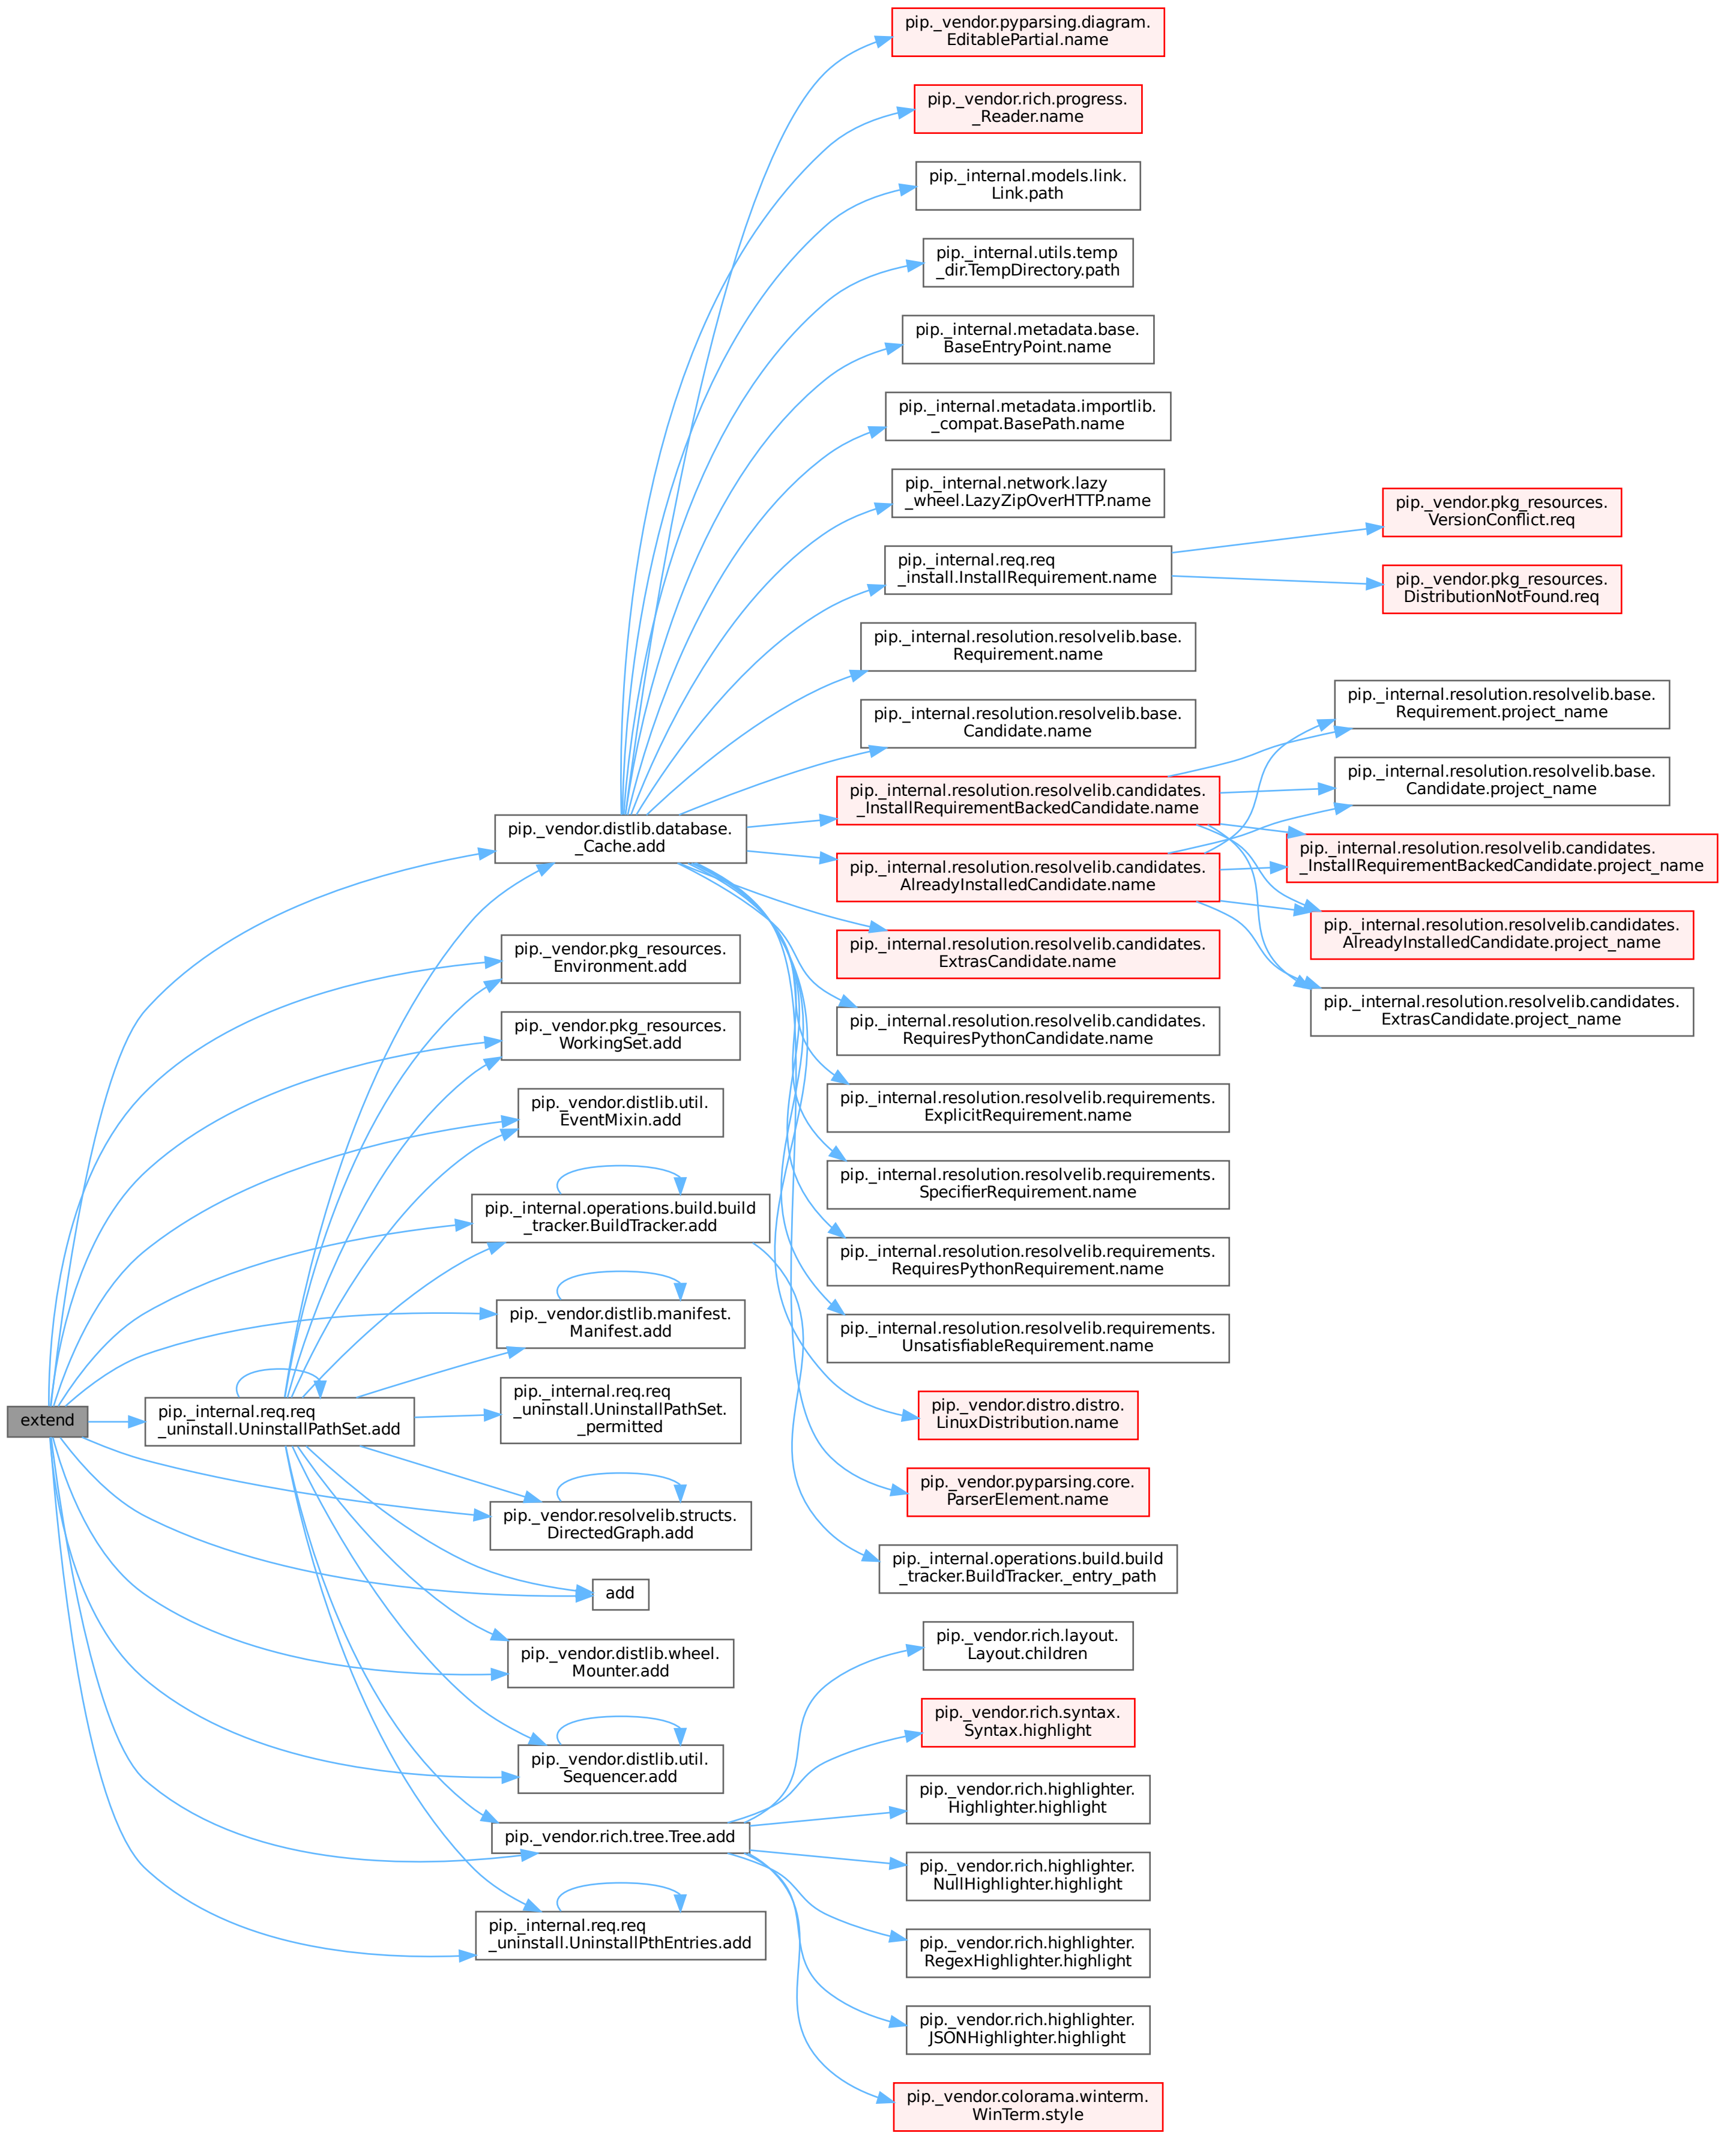 extend
pip._internal.req.req
_uninstall.UninstallPathSet.add
pip._vendor.distlib.database.
_Cache.add
pip._vendor.pkg_resources.
Environment.add
pip._vendor.pkg_resources.
WorkingSet.add
pip._vendor.distlib.util.
EventMixin.add
pip._internal.operations.build.build
_tracker.BuildTracker.add
pip._vendor.distlib.manifest.
Manifest.add
pip._internal.req.req
_uninstall.UninstallPathSet.
_permitted
pip._vendor.resolvelib.structs.
DirectedGraph.add
add
pip._vendor.distlib.wheel.
Mounter.add
pip._vendor.distlib.util.
Sequencer.add
pip._vendor.rich.tree.Tree.add
pip._internal.req.req
_uninstall.UninstallPthEntries.add
pip._vendor.pyparsing.diagram.
EditablePartial.name
pip._vendor.rich.progress.
_Reader.name
pip._internal.models.link.
Link.path
pip._internal.utils.temp
_dir.TempDirectory.path
pip._internal.metadata.base.
BaseEntryPoint.name
pip._internal.metadata.importlib.
_compat.BasePath.name
pip._internal.network.lazy
_wheel.LazyZipOverHTTP.name
pip._internal.req.req
_install.InstallRequirement.name
pip._internal.resolution.resolvelib.base.
Requirement.name
pip._internal.resolution.resolvelib.base.
Candidate.name
pip._internal.resolution.resolvelib.candidates.
_InstallRequirementBackedCandidate.name
pip._internal.resolution.resolvelib.candidates.
AlreadyInstalledCandidate.name
pip._internal.resolution.resolvelib.candidates.
ExtrasCandidate.name
pip._internal.resolution.resolvelib.candidates.
RequiresPythonCandidate.name
pip._internal.resolution.resolvelib.requirements.
ExplicitRequirement.name
pip._internal.resolution.resolvelib.requirements.
SpecifierRequirement.name
pip._internal.resolution.resolvelib.requirements.
RequiresPythonRequirement.name
pip._internal.resolution.resolvelib.requirements.
UnsatisfiableRequirement.name
pip._vendor.distro.distro.
LinuxDistribution.name
pip._vendor.pyparsing.core.
ParserElement.name
pip._internal.operations.build.build
_tracker.BuildTracker._entry_path
pip._vendor.rich.layout.
Layout.children
pip._vendor.rich.syntax.
Syntax.highlight
pip._vendor.rich.highlighter.
Highlighter.highlight
pip._vendor.rich.highlighter.
NullHighlighter.highlight
pip._vendor.rich.highlighter.
RegexHighlighter.highlight
pip._vendor.rich.highlighter.
JSONHighlighter.highlight
pip._vendor.colorama.winterm.
WinTerm.style
pip._vendor.pkg_resources.
VersionConflict.req
pip._vendor.pkg_resources.
DistributionNotFound.req
pip._internal.resolution.resolvelib.base.
Requirement.project_name
pip._internal.resolution.resolvelib.base.
Candidate.project_name
pip._internal.resolution.resolvelib.candidates.
_InstallRequirementBackedCandidate.project_name
pip._internal.resolution.resolvelib.candidates.
AlreadyInstalledCandidate.project_name
pip._internal.resolution.resolvelib.candidates.
ExtrasCandidate.project_name